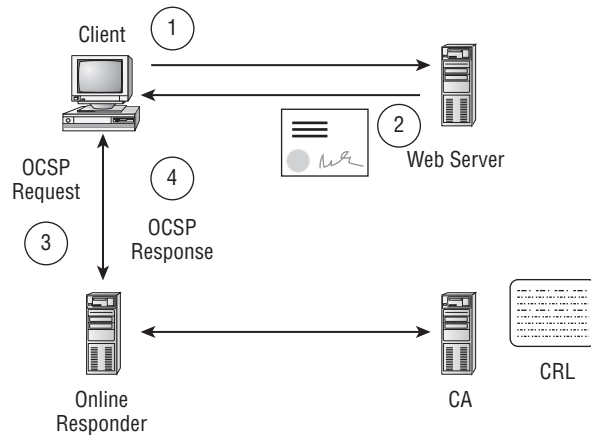 1
Client
2
Web Server
OCSP
Request
4
OCSP
Response
3
Online
Responder
CA
CRL